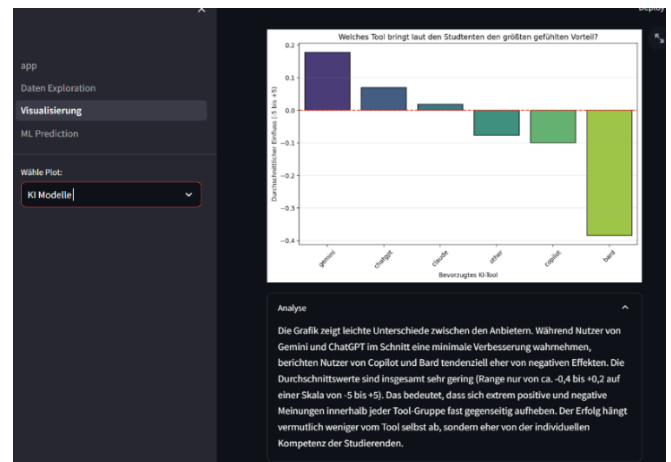 Deploy
app
Daten Exploration
Visualisierung
ML Prediction
Wähle Plot:
KI Modelle
Welches Tool bringt laut den Studtenten den größten gefühlten Vorteil?
Durchschnittlicher Einfluss (-5 bis +5)
0.2
0.1
0.0
−0.1
−0.2
−0.3
−0.4
gemini
chatgpt
claude
other
copilot
bard
Bevorzugtes KI-Tool
Analyse
Die Grafik zeigt leichte Unterschiede zwischen den Anbietern. Während Nutzer von
Gemini und ChatGPT im Schnitt eine minimale Verbesserung wahrnehmen,
berichten Nutzer von Copilot und Bard tendenziell eher von negativen Effekten. Die
Durchschnittswerte sind insgesamt sehr gering (Range nur von ca. -0,4 bis +0,2 auf
einer Skala von -5 bis +5). Das bedeutet, dass sich extrem positive und negative
Meinungen innerhalb jeder Tool-Gruppe fast gegenseitig aufheben. Der Erfolg hängt
vermutlich weniger vom Tool selbst ab, sondern eher von der individuellen
Kompetenz der Studierenden.